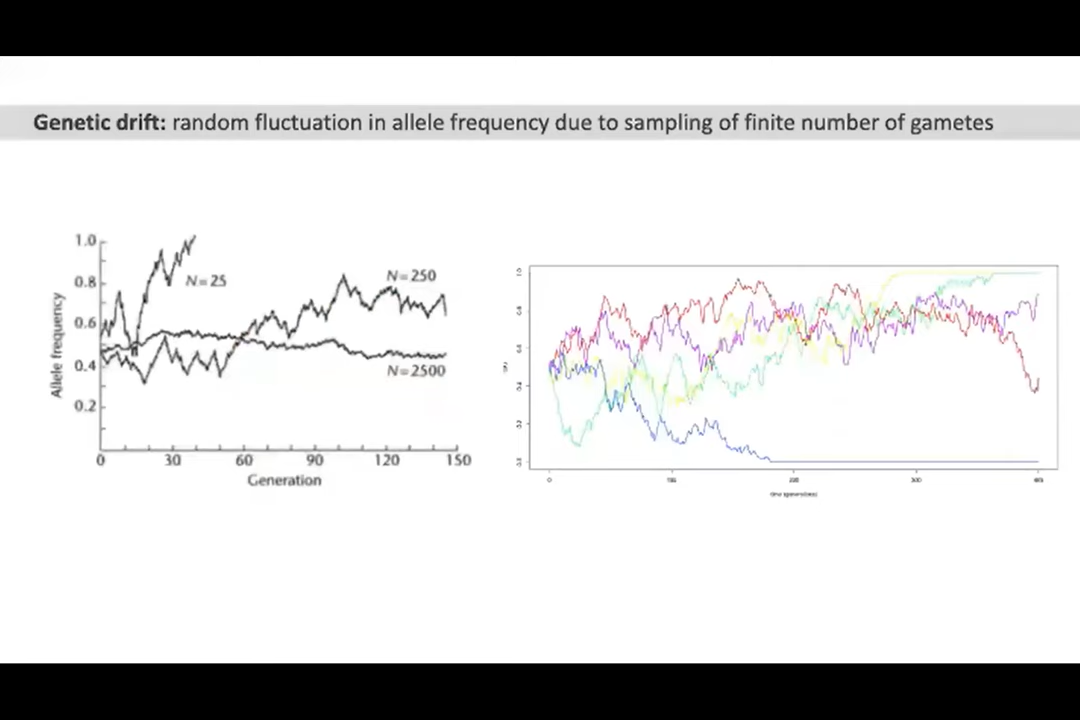 Genetic drift: random fluctuation in allele frequency due to sampling of finite number of gametes
1.0
0.8
0.6
0.4
0.2
Allele frequency
N=25
N=250
N=2500
0 30 60 90 120 150
Generation